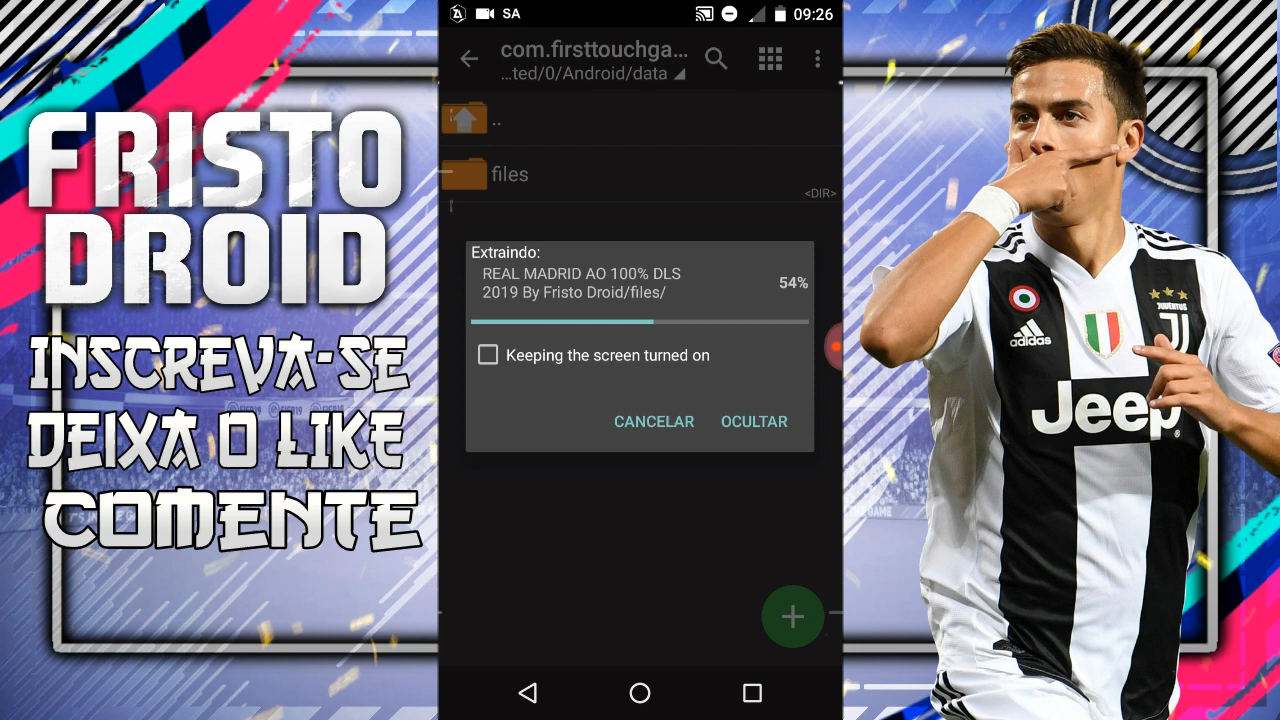 FRISTO
DROID
INSCREVA-SE
DEIXA O LIKE
COMENTE
SA
09:26
com.firsttouchga...
...ted/0/Android/data
..
files
<DIR>
Extraindo:
REAL MADRID AO 100% DLS
2019 By Fristo Droid/files/
54%
Keeping the screen turned on
CANCELAR
OCULTAR
adidas
JUVENTUS
Jeep